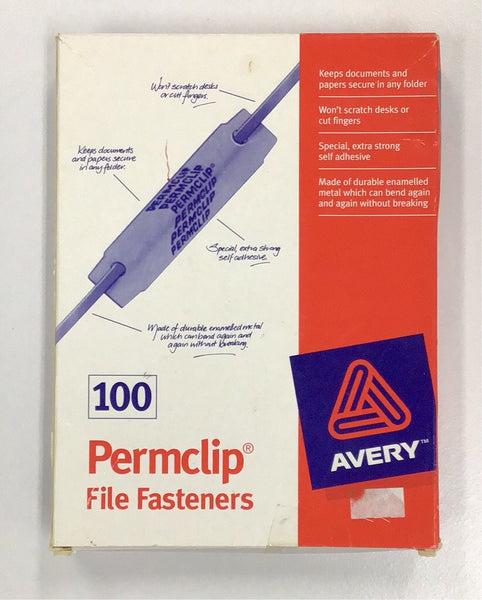 Won't scratch desks
or cut fingers.
Keeps documents
and papers secure
in any folder.
PERMCLIP
PERMCLIP
PERMCLIP
PERMCLIP
PERMCLIP
Special, extra strong
self adhesive.
Made of durable enamelled metal
which can bend again and
again without breaking.
100
Permclip®
File Fasteners
Keeps documents and
papers secure in any folder
Won't scratch desks or
cut fingers
Special, extra strong
self adhesive
Made of durable enamelled
metal which can bend again
and again without breaking
AVERY™